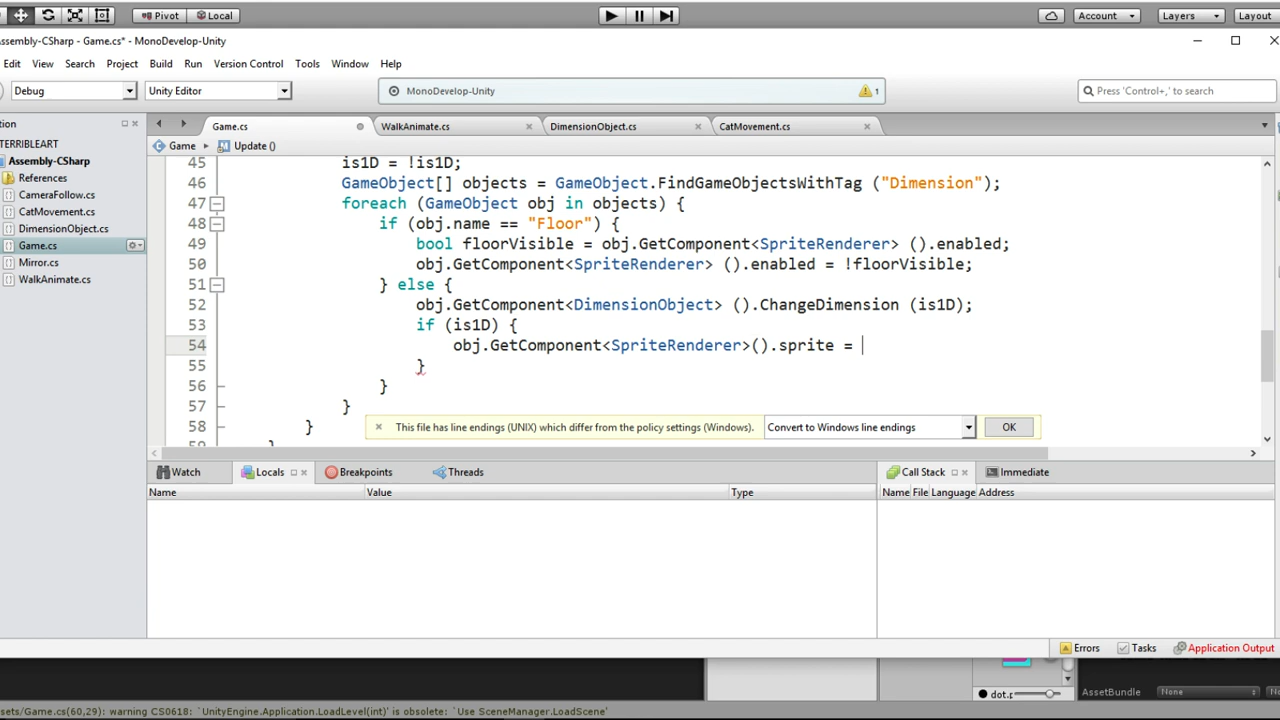 Pivot Local Account Layers Layout
Assembly-CSharp - Game.cs* - MonoDevelop-Unity
Edit View Search Project Build Run Version Control Tools Window Help
Debug Unity Editor MonoDevelop-Unity 1 Press 'Control+,' to search
Game.cs WalkAnimate.cs DimensionObject.cs CatMovement.cs
Game Update ()
TERRIBLEART
Assembly-CSharp
References
CameraFollow.cs
CatMovement.cs
DimensionObject.cs
Game.cs
Mirror.cs
WalkAnimate.cs
45 is1D = !is1D;
46 GameObject[] objects = GameObject.FindGameObjectsWithTag ("Dimension");
47 foreach (GameObject obj in objects) {
48 if (obj.name == "Floor") {
49 bool floorVisible = obj.GetComponent<SpriteRenderer> ().enabled;
50 obj.GetComponent<SpriteRenderer> ().enabled = !floorVisible;
51 } else {
52 obj.GetComponent<DimensionObject> ().ChangeDimension (is1D);
53 if (is1D) {
54 obj.GetComponent<SpriteRenderer>().sprite =
55 }
56 }
57 }
58 }
This file has line endings (UNIX) which differ from the policy settings (Windows). Convert to Windows line endings OK
Watch Locals Breakpoints Threads Call Stack Immediate
Name Value Type Name File Language Address
Errors Tasks Application Output
dot.p AssetBundle None None
sets/Game.cs(60,29): warning CS0618: `UnityEngine.Application.LoadLevel(int)' is obsolete: `Use SceneManager.LoadScene'